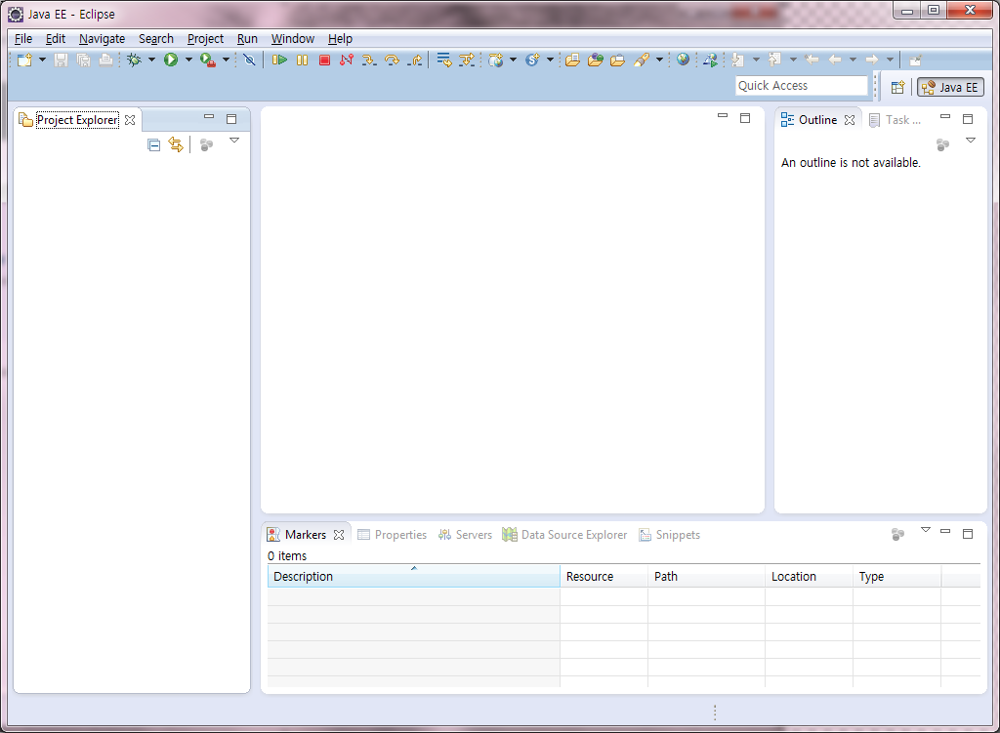 Java EE - Eclipse
File Edit Navigate Search Project Run Window Help
Quick Access
Java EE
Project Explorer
Outline Task ...
An outline is not available.
Markers Properties Servers Data Source Explorer Snippets
0 items
Description Resource Path Location Type